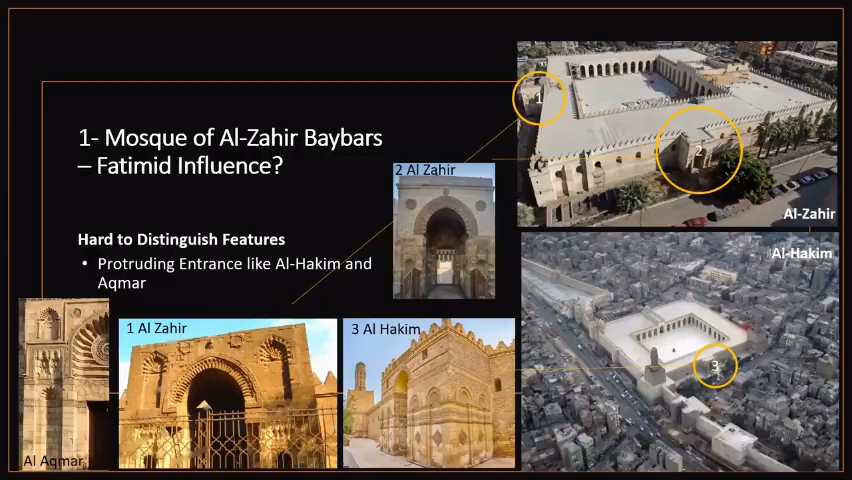 1- Mosque of Al-Zahir Baybars
– Fatimid Influence?
Hard to Distinguish Features
• Protruding Entrance like Al-Hakim and
Aqmar
2 Al Zahir
1
2
Al-Zahir
Al-Hakim
3
Al Aqmar
1 Al Zahir
3 Al Hakim